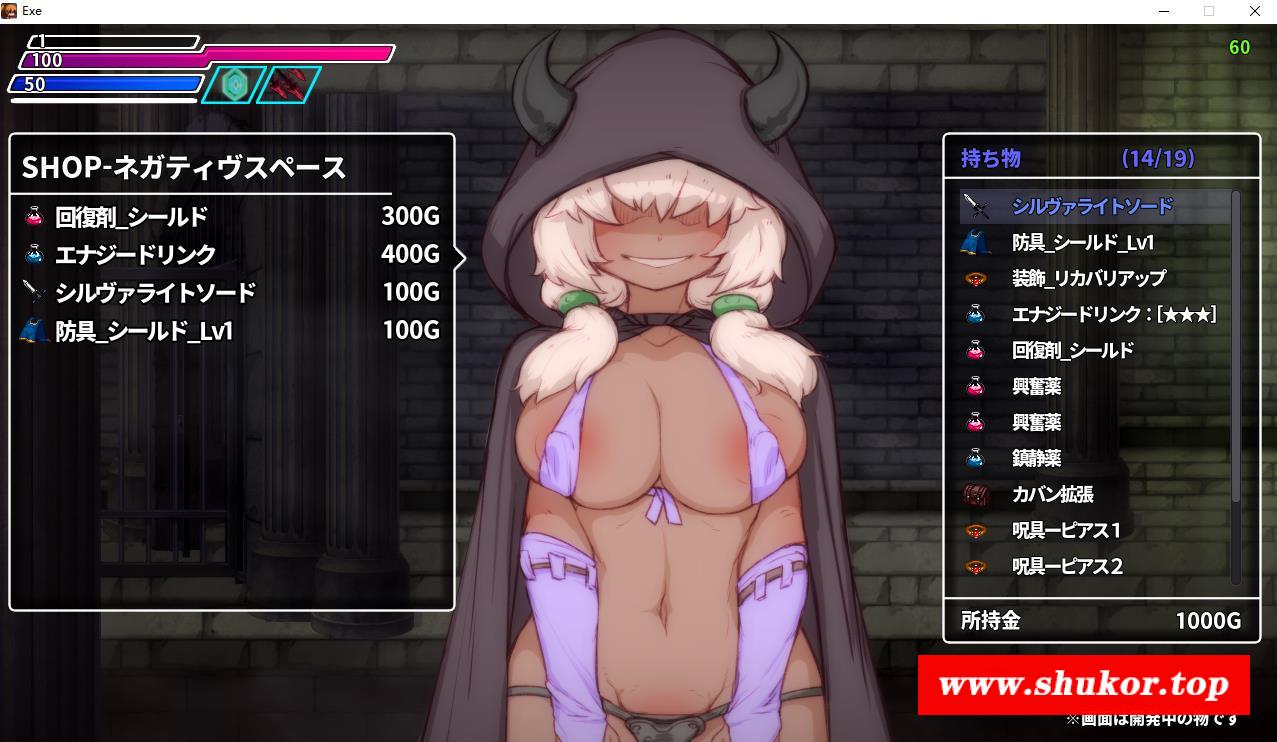 Exe
1
100
50
60
SHOP-ネガティヴスペース
回復剤_シールド 300G
エナジードリンク 400G
シルヴァライトソード 100G
防具_シールド_Lv1 100G
持ち物 (14/19)
シルヴァライトソード
防具_シールド_Lv1
装飾_リカバリアップ
エナジードリンク:[★★★]
回復剤_シールド
興奮薬
興奮薬
鎮静薬
カバン拡張
呪具ーピアス1
呪具ーピアス2
所持金 1000G
www.shukor.top
※画面は開発中の物です